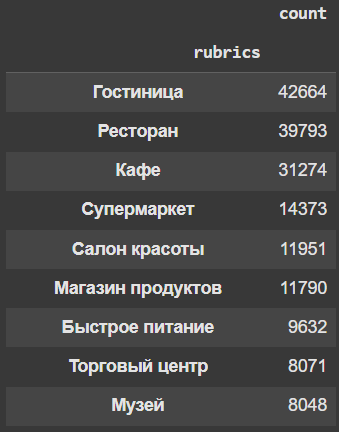 count
rubrics
Гостиница 42664
Ресторан 39793
Кафе 31274
Супермаркет 14373
Салон красоты 11951
Магазин продуктов 11790
Быстрое питание 9632
Торговый центр 8071
Музей 8048